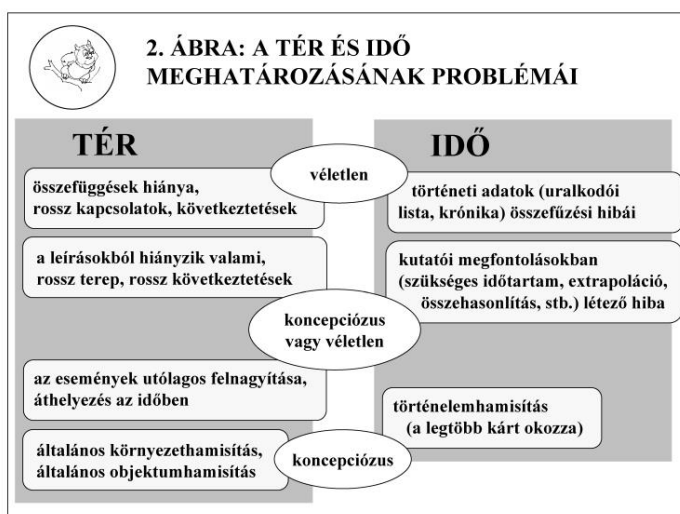 2. ÁBRA: A TÉR ÉS IDŐ
MEGHATÁROZÁSÁNAK PROBLÉMÁI
TÉR
összefüggések hiánya,
rossz kapcsolatok, következtetések
a leírásokból hiányzik valami,
rossz terep, rossz következtetések
az események utólagos felnagyítása,
áthelyezés az időben
általános környezethamisítás,
általános objektumhamisítás
véletlen
koncepciózus
vagy véletlen
koncepciózus
IDŐ
történeti adatok (uralkodói
lista, krónika) összefűzési hibái
kutatói megfontolásokban
(szükséges időtartam, extrapoláció,
összehasonlítás, stb.) létező hiba
történelemhamisítás
(a legtöbb kárt okozza)